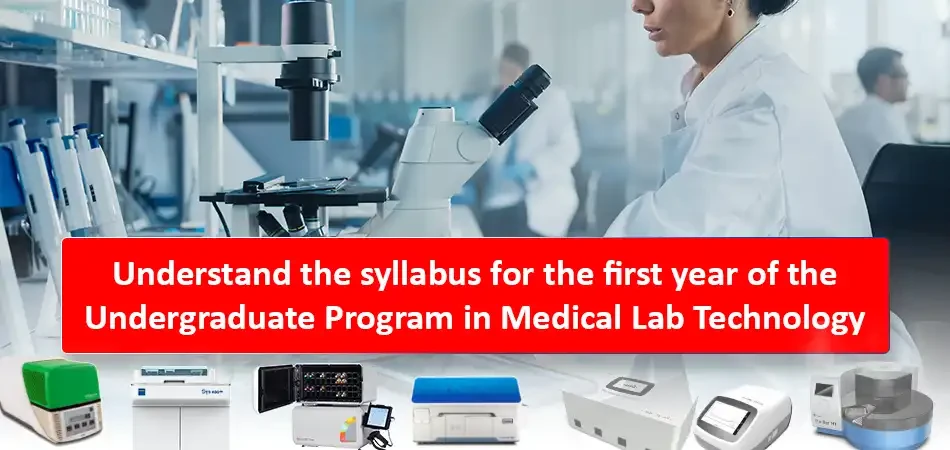 Understand the syllabus for the first year of the
Undergraduate Program in Medical Lab Technology